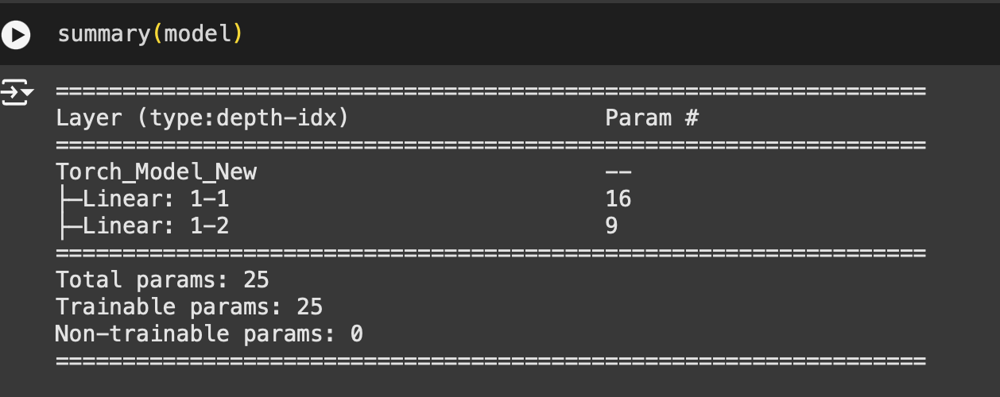 summary(model)
=================================================================
Layer (type:depth-idx)                   Param #
=================================================================
Torch_Model_New                          --
├─Linear: 1-1                            16
├─Linear: 1-2                            9
=================================================================
Total params: 25
Trainable params: 25
Non-trainable params: 0
=================================================================